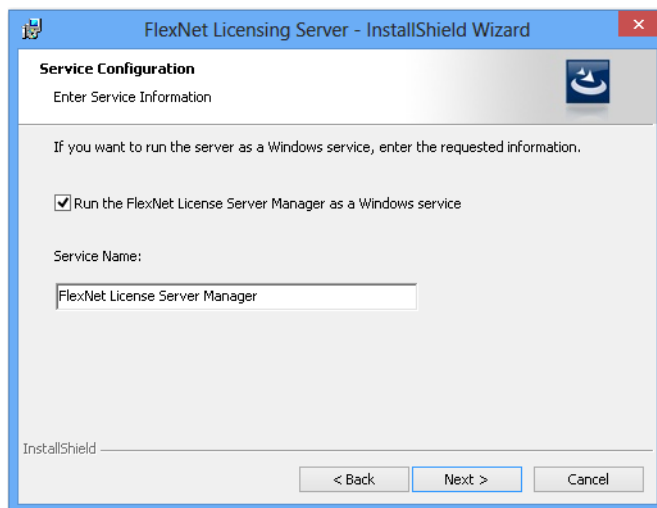 FlexNet Licensing Server - InstallShield Wizard
Service Configuration
Enter Service Information
If you want to run the server as a Windows service, enter the requested information.
Run the FlexNet License Server Manager as a Windows service
Service Name:
FlexNet License Server Manager
InstallShield
< Back
Next >
Cancel